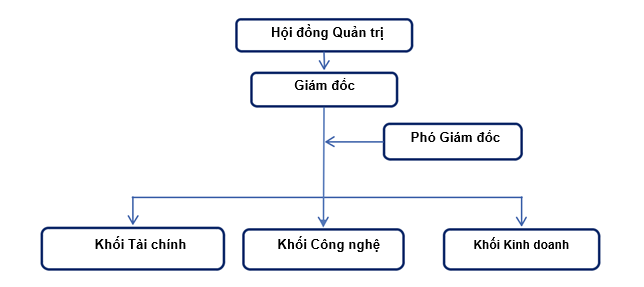 Hội đồng Quản trị
Giám đốc
Phó Giám đốc
Khối Tài chính
Khối Công nghệ
Khối Kinh doanh